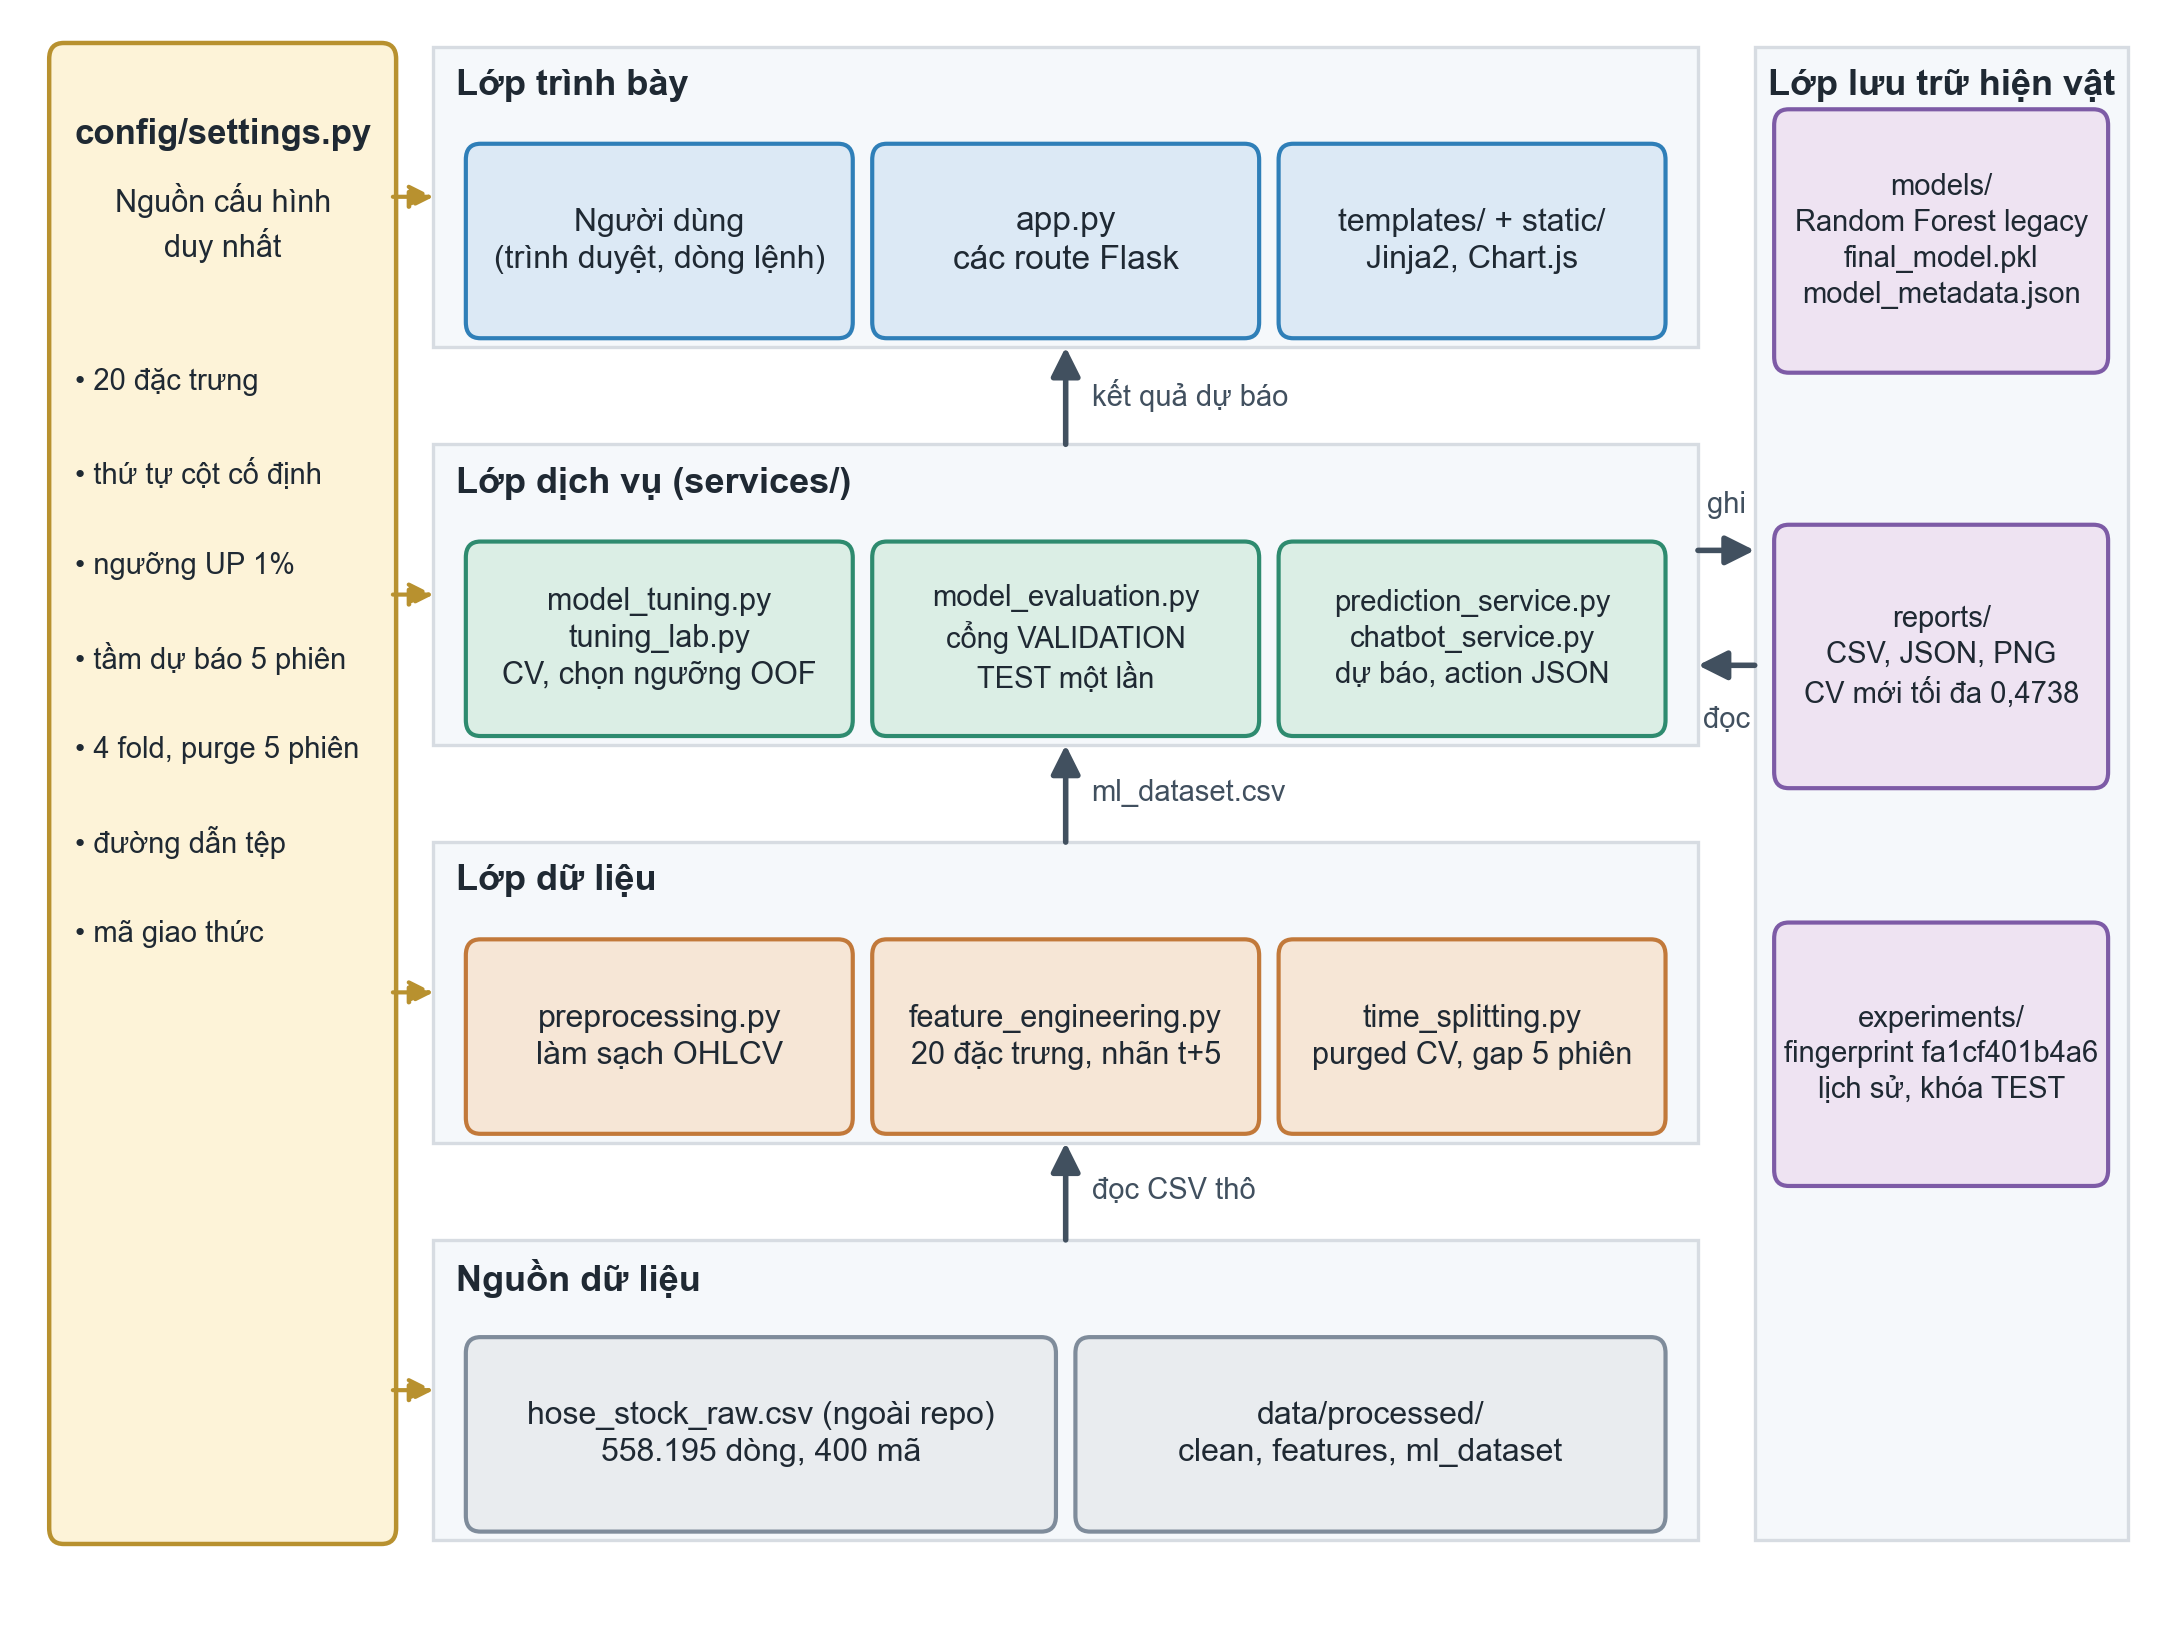 config/settings.py
Nguồn cấu hình
duy nhất
• 20 đặc trưng
• thứ tự cột cố định
• ngưỡng UP 1%
• tầm dự báo 5 phiên
• 4 fold, purge 5 phiên
• đường dẫn tệp
• mã giao thức
Lớp trình bày
Người dùng
(trình duyệt, dòng lệnh)
app.py
các route Flask
templates/ + static/
Jinja2, Chart.js
kết quả dự báo
Lớp dịch vụ (services/)
model_tuning.py
tuning_lab.py
CV, chọn ngưỡng OOF
model_evaluation.py
cổng VALIDATION
TEST một lần
prediction_service.py
chatbot_service.py
dự báo, action JSON
ml_dataset.csv
Lớp dữ liệu
preprocessing.py
làm sạch OHLCV
feature_engineering.py
20 đặc trưng, nhãn t+5
time_splitting.py
purged CV, gap 5 phiên
đọc CSV thô
Nguồn dữ liệu
hose_stock_raw.csv (ngoài repo)
558.195 dòng, 400 mã
data/processed/
clean, features, ml_dataset
ghi
đọc
Lớp lưu trữ hiện vật
models/
Random Forest legacy
final_model.pkl
model_metadata.json
reports/
CSV, JSON, PNG
CV mới tối đa 0,4738
experiments/
fingerprint fa1cf401b4a6
lịch sử, khóa TEST